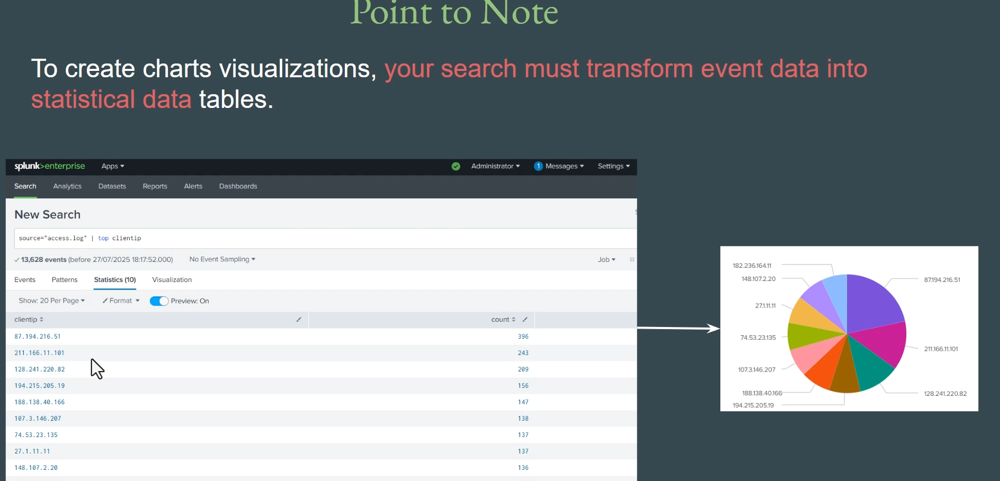 Point to Note
To create charts visualizations, your search must transform event data into
statistical data tables.
splunk>enterprise Apps Administrator 1 Messages Settings
Search Analytics Datasets Reports Alerts Dashboards
New Search
source="access.log" | top clientip
13,628 events (before 27/07/2025 18:17:52.000) No Event Sampling Job
Events Patterns Statistics (10) Visualization
Show: 20 Per Page Format Preview: On
clientip count
87.194.216.51 396
211.166.11.101 243
128.241.220.82 209
194.215.205.19 156
188.138.40.166 147
107.3.146.207 138
74.53.23.135 137
27.1.11.11 137
148.107.2.20 136
182.236.164.11
148.107.2.20
27.1.11.11
74.53.23.135
107.3.146.207
188.138.40.166
194.215.205.19
87.194.216.51
211.166.11.101
128.241.220.82